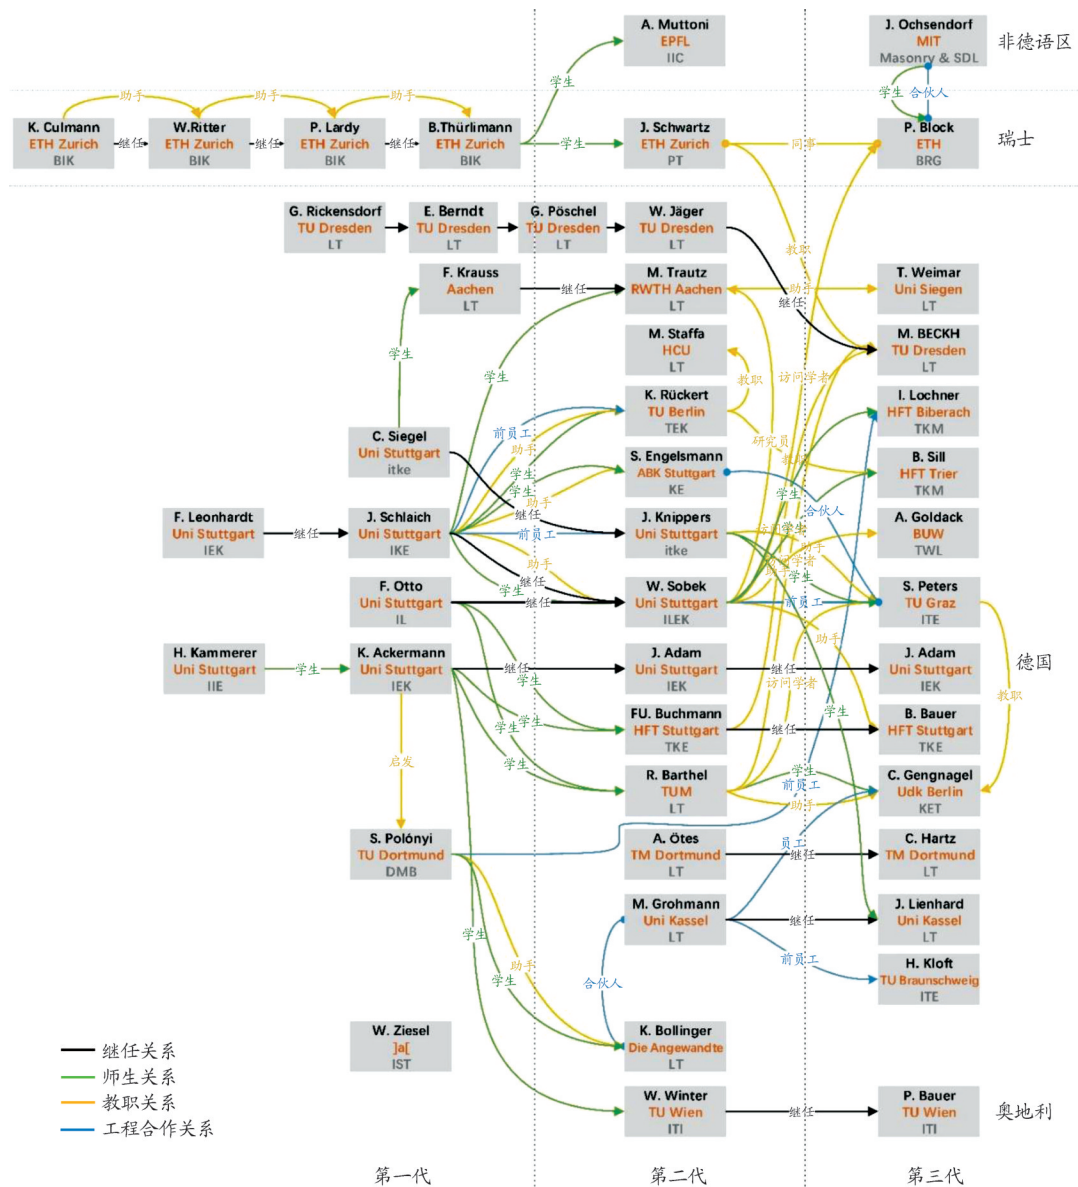 A. Muttoni
EPFL
IIC
J. Ochsendorf
MIT
Masonry & SDL
非德语区
学生
学生
合伙人
助手
助手
助手
K. Culmann
ETH Zurich
BIK
继任
W.Ritter
ETH Zurich
BIK
继任
P. Lardy
ETH Zurich
BIK
继任
B.Thürlimann
ETH Zurich
BIK
学生
J. Schwartz
ETH Zurich
PT
同事
P. Block
ETH
BRG
瑞士
G. Rickensdorf
TU Dresden
LT
E. Berndt
TU Dresden
LT
G. Pöschel
TU Dresden
LT
W. Jäger
TU Dresden
LT
教职
F. Krauss
Aachen
LT
继任
M. Trautz
RWTH Aachen
LT
助手
继任
T. Weimar
Uni Siegen
LT
学生
学生
M. Staffa
HCU
LT
教职
访问学者
M. BECKH
TU Dresden
LT
K. Rückert
TU Berlin
TEK
I. Lochner
HFT Biberach
TKM
C. Siegel
Uni Stuttgart
itke
前员工
助手
研究员
教职
S. Engelsmann
ABK Stuttgart
KE
B. Sill
HFT Trier
TKM
学生
学生
助手
继任
学生
合伙人
F. Leonhardt
Uni Stuttgart
IEK
继任
J. Schlaich
Uni Stuttgart
IKE
前员工
J. Knippers
Uni Stuttgart
itke
学生
助手
A. Goldack
BUW
TWL
助手
继任
学生
学生
F. Otto
Uni Stuttgart
IL
继任
W. Sobek
Uni Stuttgart
ILEK
前员工
S. Peters
TU Graz
ITE
助手
H. Kammerer
Uni Stuttgart
IIE
学生
K. Ackermann
Uni Stuttgart
IEK
继任
学生
J. Adam
Uni Stuttgart
IEK
访问学者
继任
J. Adam
Uni Stuttgart
IEK
德国
教职
学生
学生
学生
FU. Buchmann
HFT Stuttgart
TKE
继任
学生
B. Bauer
HFT Stuttgart
TKE
启发
学生
R. Barthel
TUM
LT
学生
前员工
助手
C. Gengnagel
Udk Berlin
KET
S. Polónyi
TU Dortmund
DMB
A. Ötes
TM Dortmund
LT
员工
继任
C. Hartz
TM Dortmund
LT
学生
M. Grohmann
Uni Kassel
LT
继任
J. Lienhard
Uni Kassel
LT
助手
学生
合伙人
前员工
H. Kloft
TU Braunschweig
ITE
W. Ziesel
]a[
IST
K. Bollinger
Die Angewandte
LT
继任关系
师生关系
教职关系
工程合作关系
W. Winter
TU Wien
ITI
继任
P. Bauer
TU Wien
ITI
奥地利
第一代
第二代
第三代